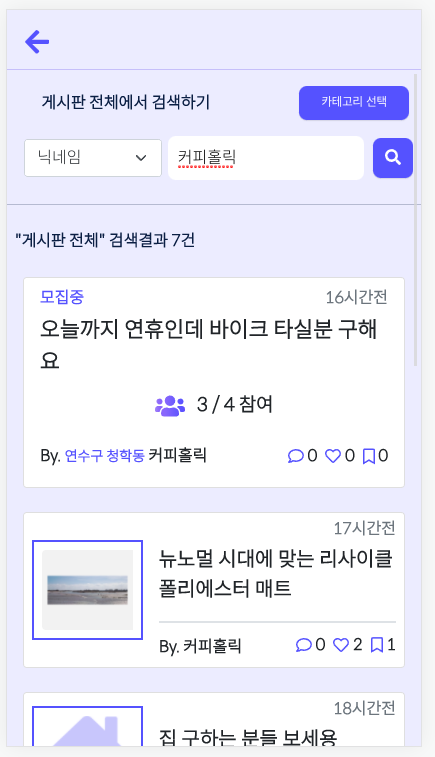 게시판 전체에서 검색하기
카테고리 선택
닉네임
커피홀릭
"게시판 전체" 검색결과 7건
모집중
16시간전
오늘까지 연휴인데 바이크 타실분 구해
요
3 / 4 참여
By. 연수구 청학동 커피홀릭
0 0 0
17시간전
뉴노멀 시대에 맞는 리사이클
폴리에스터 매트
By. 커피홀릭
0 2 1
18시간전
집 구하는 분들 보세용